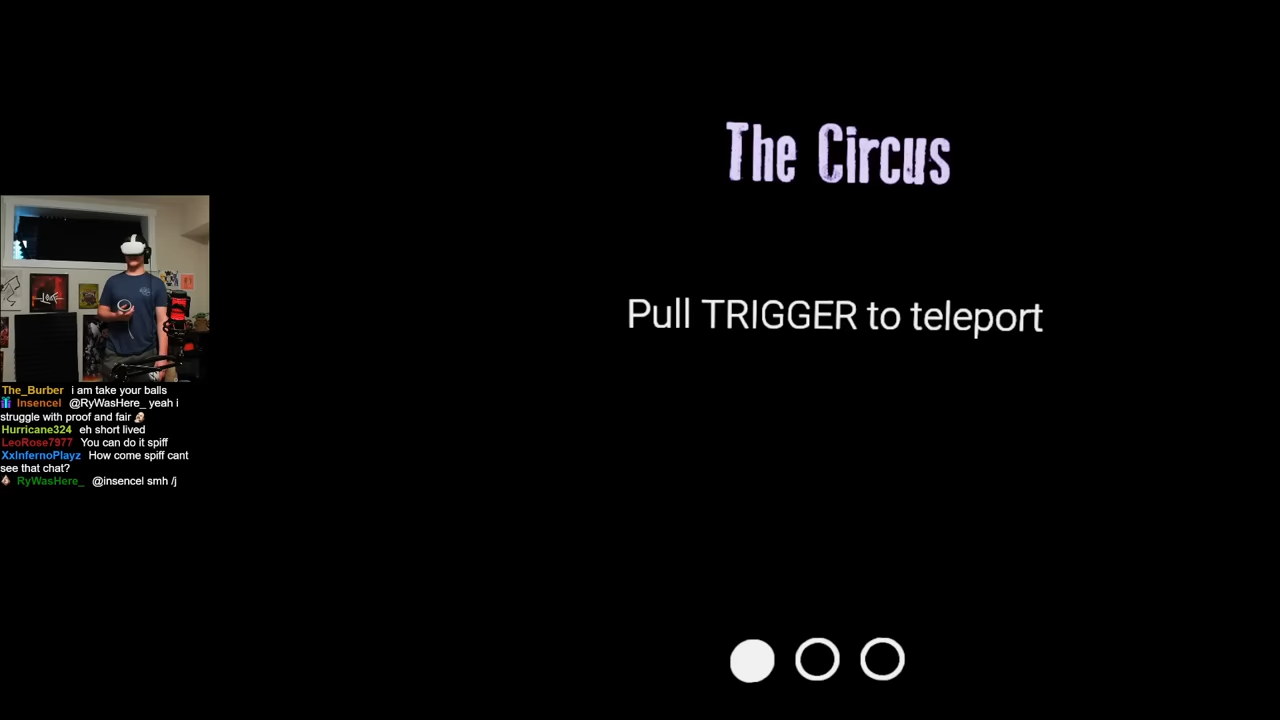 The Circus
Pull TRIGGER to teleport
The_Burber i am take your balls
Insencel @RyWasHere_ yeah i
struggle with proof and fair
Hurricane324 eh short lived
LeoRose7977 You can do it spiff
XxInfernoPlayz How come spiff cant
see that chat?
RyWasHere_ @insencel smh /j